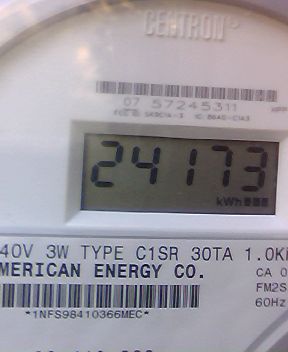 CENTRON®
07 57245311
24173
kWh
40V 3W TYPE C1SR 30TA 1.0K
MERICAN ENERGY CO.
CA 0
FM2S
60Hz
*1NFS98410366MEC*